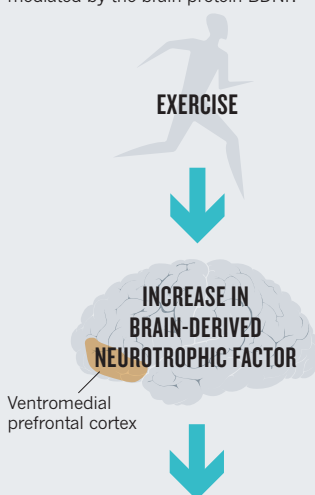 mediated by the brain protein BDNF.
EXERCISE
INCREASE IN
BRAIN-DERIVED
NEUROTROPHIC FACTOR
Ventromedial
prefrontal cortex